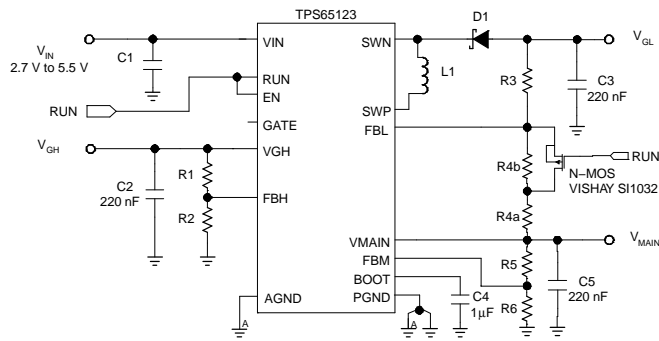 TPS65123
D1
V_IN
2.7 V to 5.5 V
C1
VIN
SWN
V_GL
L1
R3
C3
220 nF
RUN
RUN
EN
SWP
GATE
FBL
V_GH
VGH
R1
R4b
RUN
N−MOS
VISHAY SI1032
C2
220 nF
FBH
R2
R4a
VMAIN
V_MAIN
FBM
R5
BOOT
C5
220 nF
AGND
PGND
C4
1μF
R6
A
A